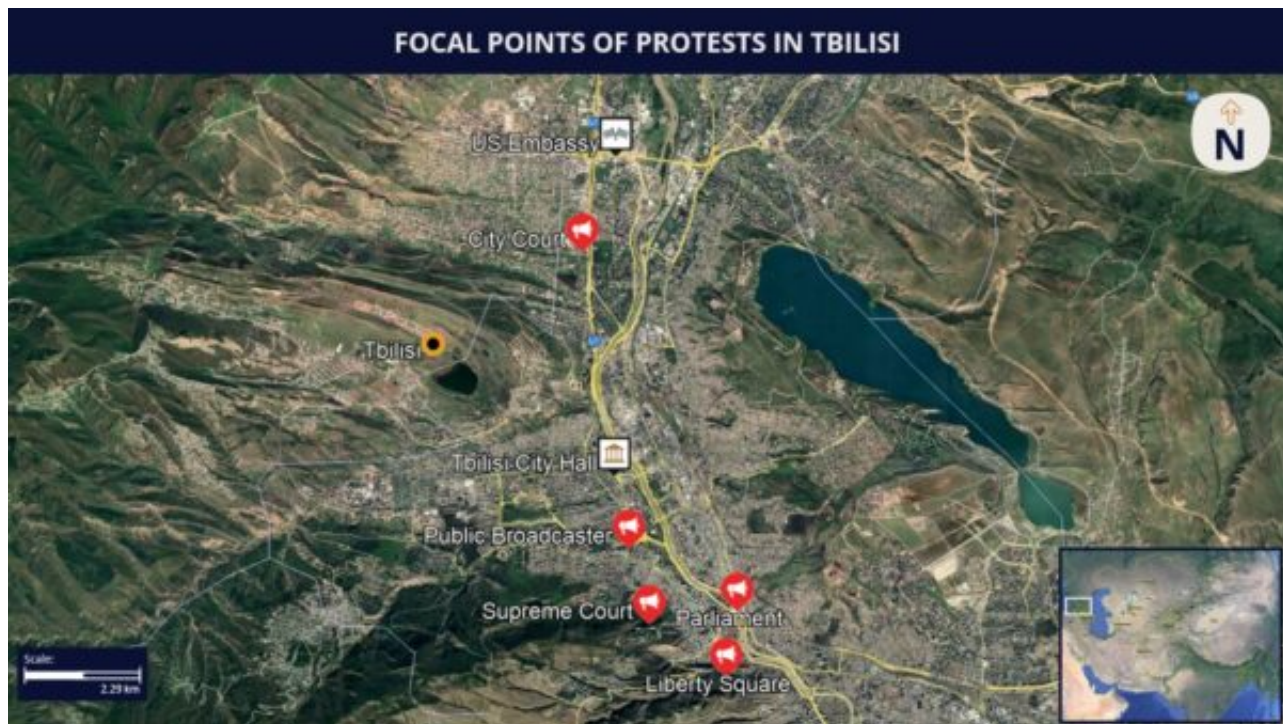 FOCAL POINTS OF PROTESTS IN TBILISI
N
US Embassy
City Court
Tbilisi
Tbilisi City Hall
Public Broadcaster
Supreme Court
Parliament
Liberty Square
Scale:
2.29 km